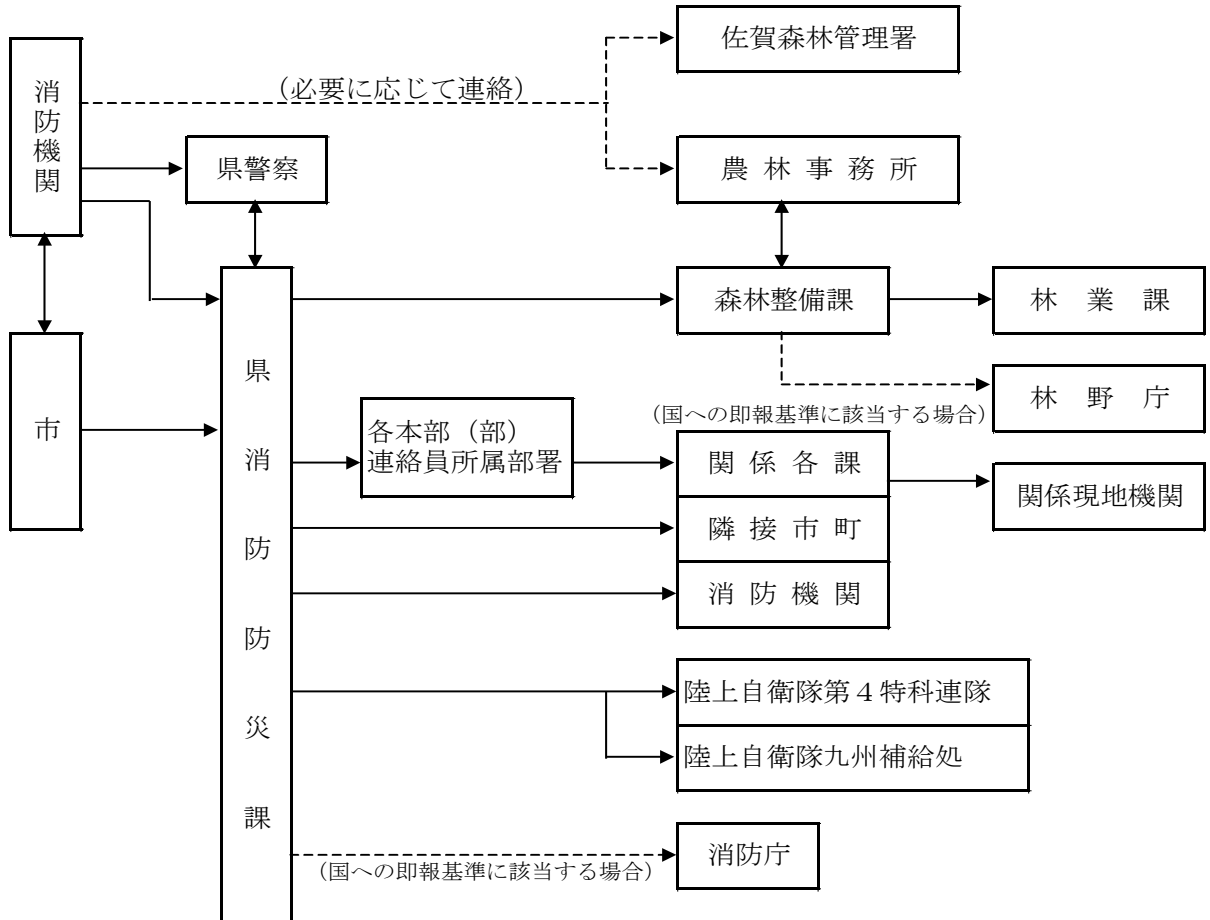 佐賀森林管理署
消防機関
（必要に応じて連絡）
県警察
農林事務所
森林整備課
林業課
県消防防災課
林野庁
（国への即報基準に該当する場合）
市
各本部（部）
連絡員所属部署
関係各課
関係現地機関
隣接市町
消防機関
陸上自衛隊第４特科連隊
陸上自衛隊九州補給処
消防庁
（国への即報基準に該当する場合）